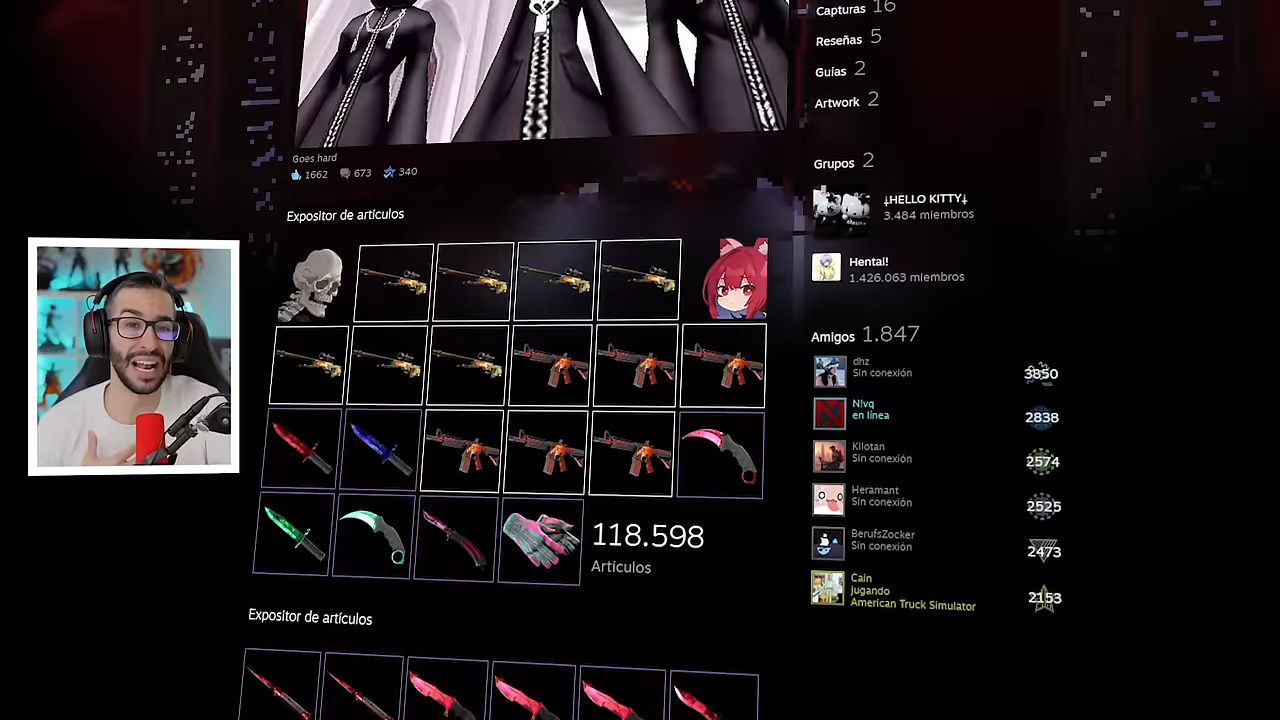 Capturas 16
Reseñas 5
Guías 2
Artwork 2
Goes hard
1662 673 340
Grupos 2
⸸HELLO KITTY⸸
3.484 miembros
Hentai!
1.426.063 miembros
Expositor de artículos
118.598
Artículos
Amigos 1.847
dhz
Sin conexión
3850
N!vq
en línea
2838
Kilotan
Sin conexión
2574
Heramant
Sin conexión
2525
BerufsZocker
Sin conexión
2473
Cain
Jugando
American Truck Simulator
2153
Expositor de artículos